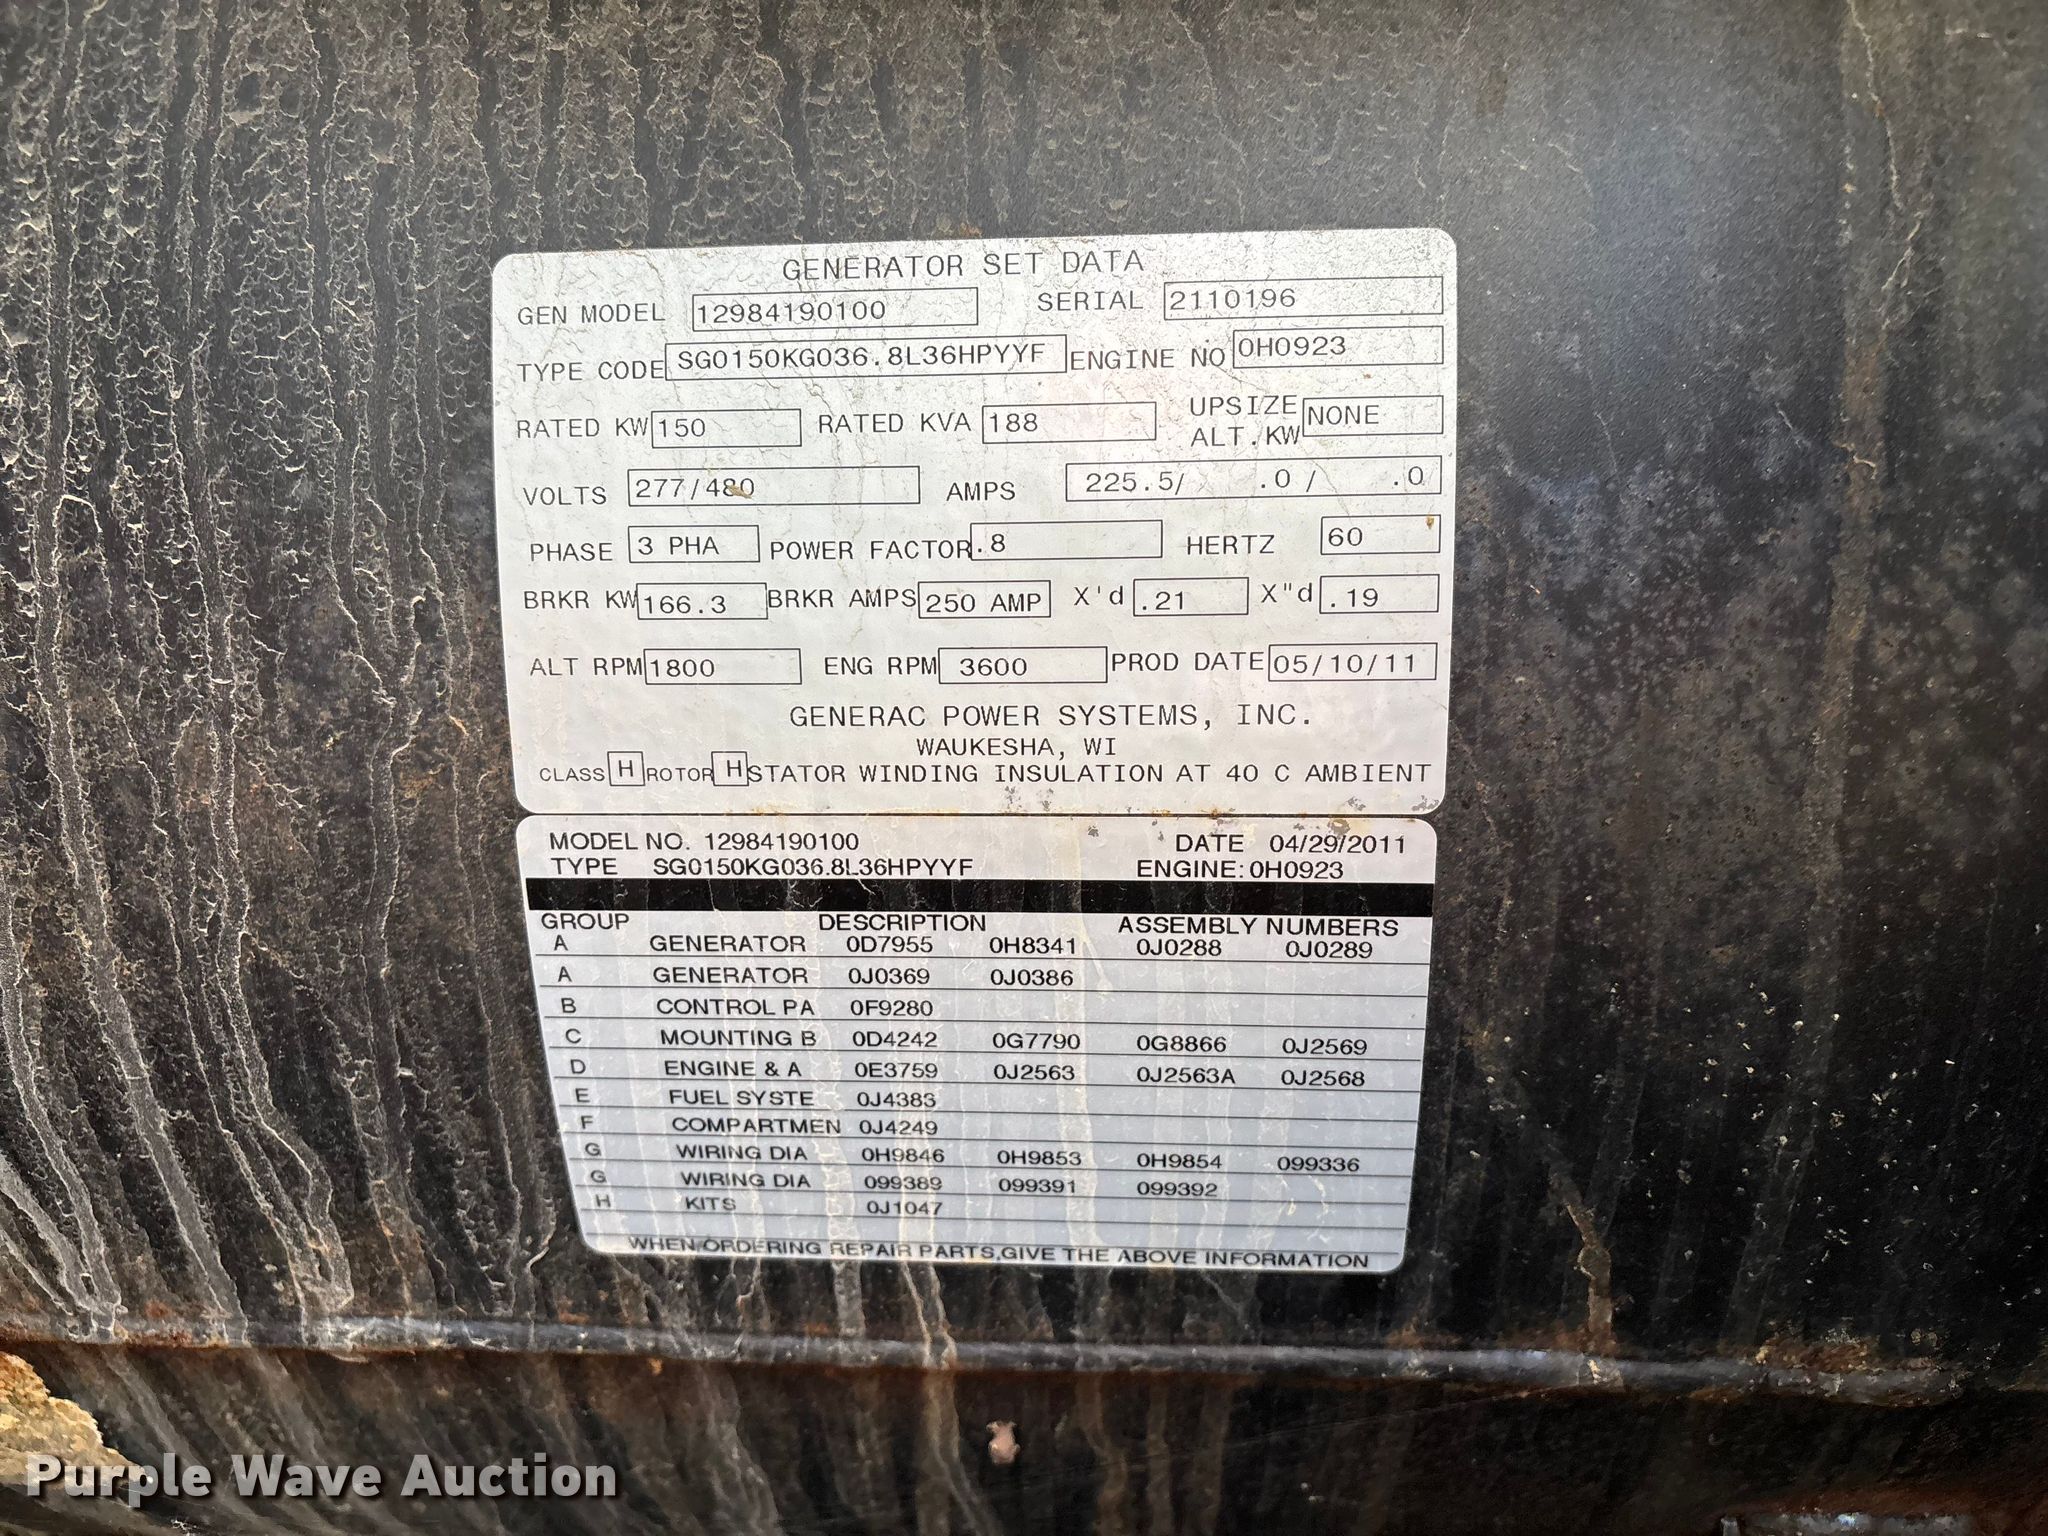 GENERATOR SET DATA
GEN MODEL 12984190100 SERIAL 2110196
TYPE CODE SG0150KG036.8L36HPYYF ENGINE NO 0H0923
RATED KW 150 RATED KVA 188 UPSIZE ALT.KW NONE
VOLTS 277/480 AMPS 225.5/ .0 / .0
PHASE 3 PHA POWER FACTOR .8 HERTZ 60
BRKR KW 166.3 BRKR AMPS 250 AMP X'd .21 X"d .19
ALT RPM 1800 ENG RPM 3600 PROD DATE 05/10/11
GENERAC POWER SYSTEMS, INC.
WAUKESHA, WI
CLASS H ROTOR H STATOR WINDING INSULATION AT 40 C AMBIENT
MODEL NO. 12984190100 DATE 04/29/2011
TYPE SG0150KG036.8L36HPYYF ENGINE: 0H0923
GROUP DESCRIPTION ASSEMBLY NUMBERS
A GENERATOR 0D7955 0H8341 0J0288 0J0289
A GENERATOR 0J0369 0J0386
B CONTROL PA 0F9280
C MOUNTING B 0D4242 0G7790 0G8866 0J2569
D ENGINE & A 0E3759 0J2563 0J2563A 0J2568
E FUEL SYSTE 0J4383
F COMPARTMEN 0J4249
G WIRING DIA 0H9846 0H9853 0H9854 099336
G WIRING DIA 099389 099391 099392
H KITS 0J1047
WHEN ORDERING REPAIR PARTS,GIVE THE ABOVE INFORMATION
Purple Wave Auction